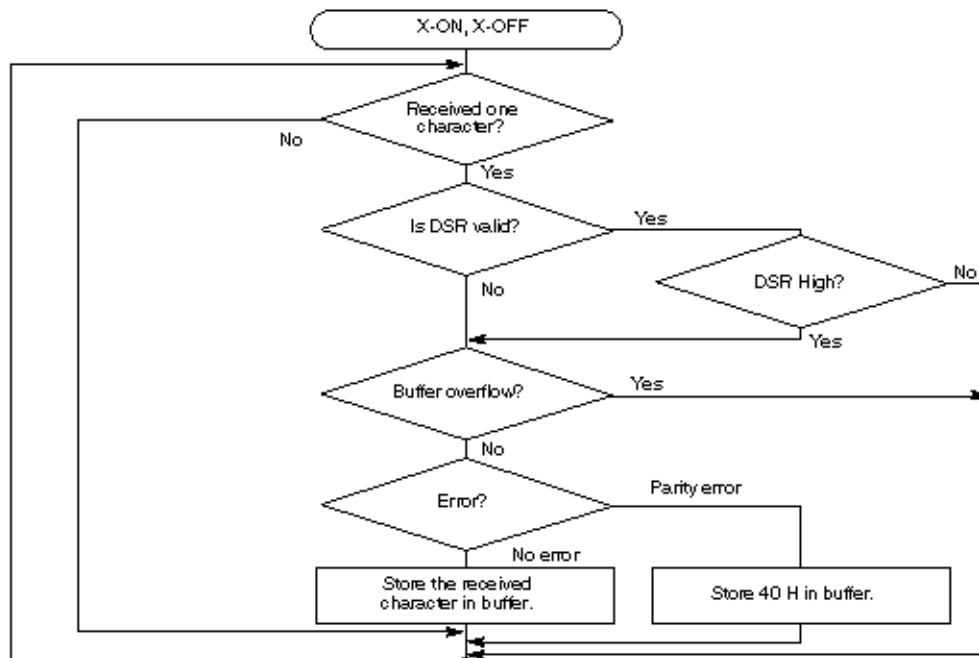 X-ON, X-OFF
Received one
character?
No
Yes
Is DSR valid?
Yes
DSR High?
No
No
Yes
Buffer overflow?
Yes
No
Error?
Parity error
No error
Store the received
character in buffer.
Store 40 H in buffer.